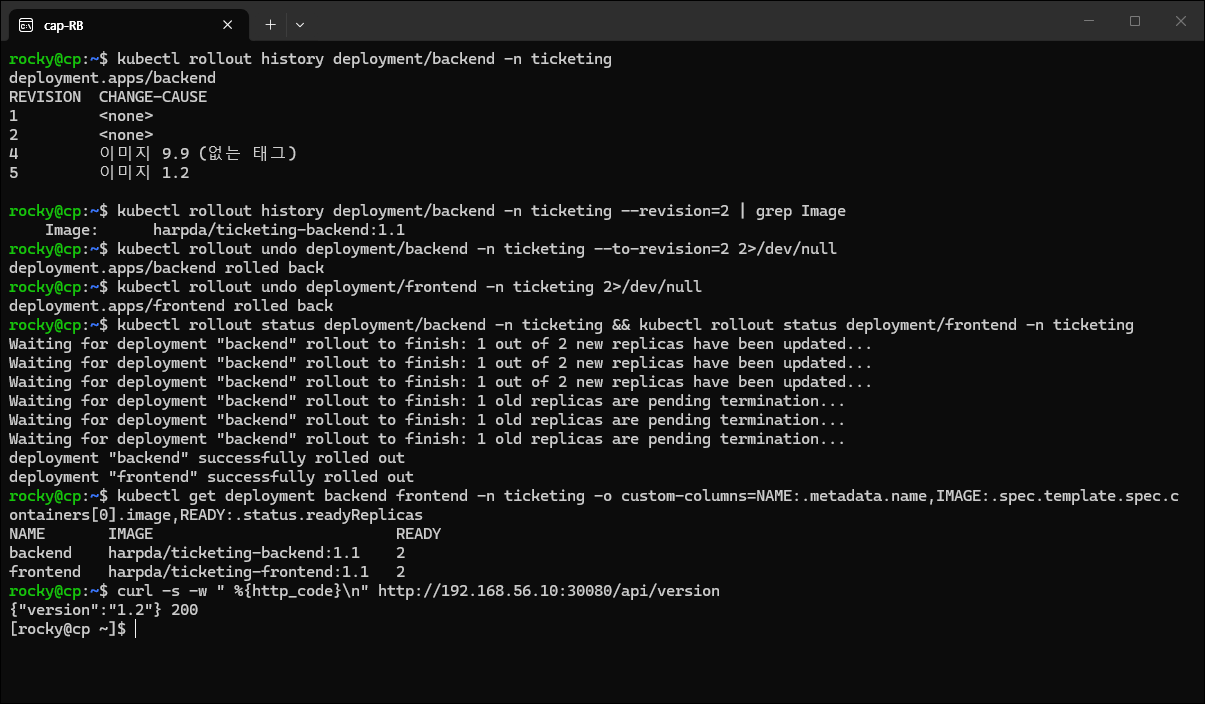 cap-RB
rocky@cp:~$ kubectl rollout history deployment/backend -n ticketing
deployment.apps/backend
REVISION  CHANGE-CAUSE
1         <none>
2         <none>
4         이미지 9.9 (없는 태그)
5         이미지 1.2
rocky@cp:~$ kubectl rollout history deployment/backend -n ticketing --revision=2 | grep Image
    Image:      harpda/ticketing-backend:1.1
rocky@cp:~$ kubectl rollout undo deployment/backend -n ticketing --to-revision=2 2>/dev/null
deployment.apps/backend rolled back
rocky@cp:~$ kubectl rollout undo deployment/frontend -n ticketing 2>/dev/null
deployment.apps/frontend rolled back
rocky@cp:~$ kubectl rollout status deployment/backend -n ticketing && kubectl rollout status deployment/frontend -n ticketing
Waiting for deployment "backend" rollout to finish: 1 out of 2 new replicas have been updated...
Waiting for deployment "backend" rollout to finish: 1 out of 2 new replicas have been updated...
Waiting for deployment "backend" rollout to finish: 1 out of 2 new replicas have been updated...
Waiting for deployment "backend" rollout to finish: 1 old replicas are pending termination...
Waiting for deployment "backend" rollout to finish: 1 old replicas are pending termination...
Waiting for deployment "backend" rollout to finish: 1 old replicas are pending termination...
deployment "backend" successfully rolled out
deployment "frontend" successfully rolled out
rocky@cp:~$ kubectl get deployment backend frontend -n ticketing -o custom-columns=NAME:.metadata.name,IMAGE:.spec.template.spec.c
ontainers[0].image,READY:.status.readyReplicas
NAME       IMAGE                           READY
backend    harpda/ticketing-backend:1.1    2
frontend   harpda/ticketing-frontend:1.1   2
rocky@cp:~$ curl -s -w " %{http_code}\n" http://192.168.56.10:30080/api/version
{"version":"1.2"} 200
[rocky@cp ~]$